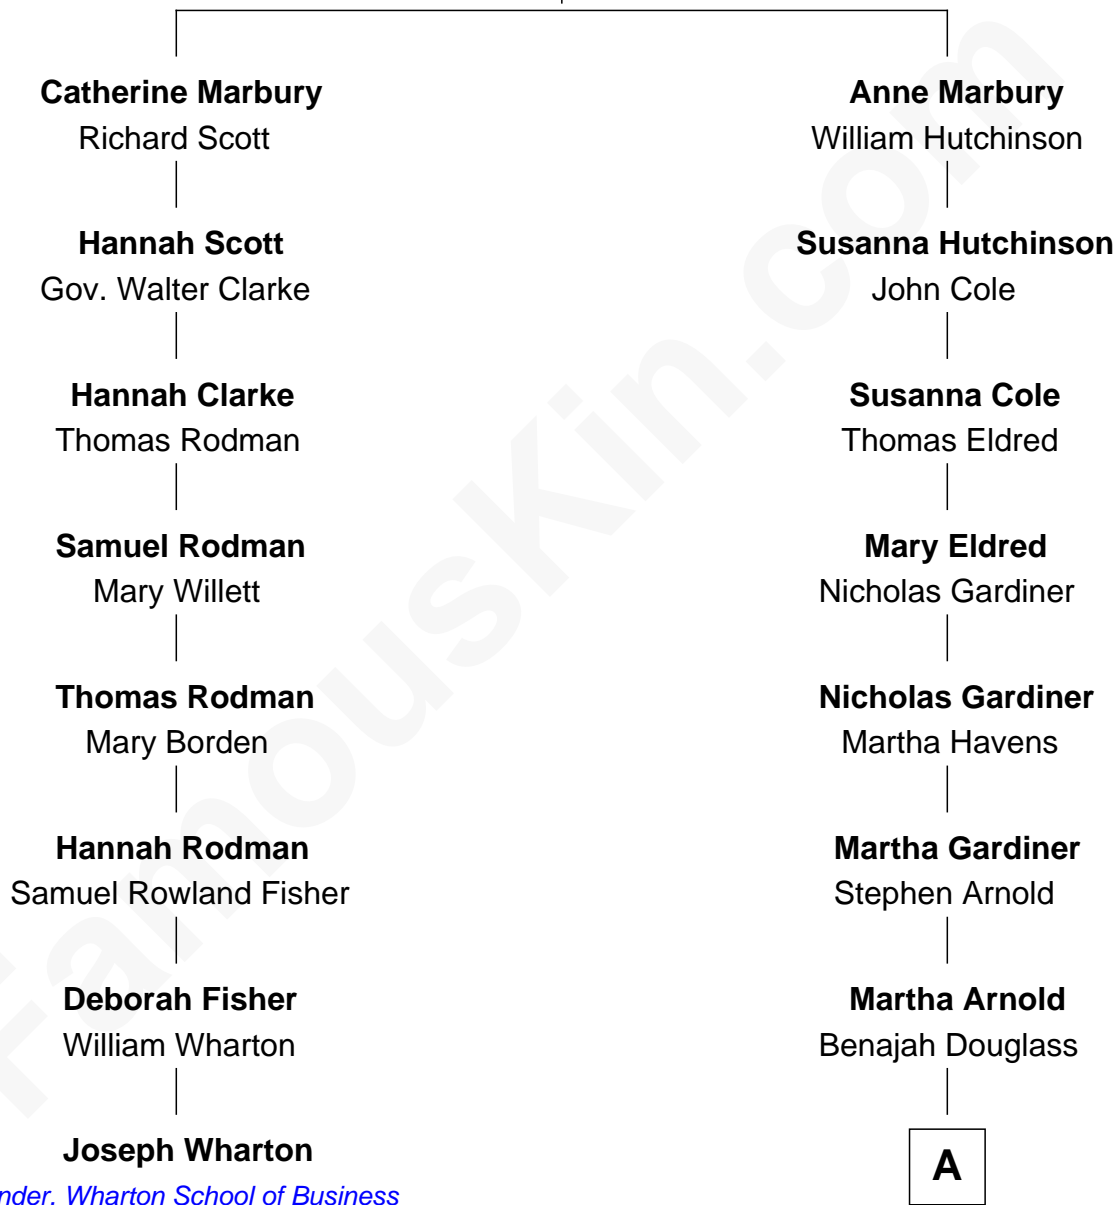 Catherine Marbury
Richard Scott
Anne Marbury
William Hutchinson
Hannah Scott
Gov. Walter Clarke
Susanna Hutchinson
John Cole
Hannah Clarke
Thomas Rodman
Susanna Cole
Thomas Eldred
Samuel Rodman
Mary Willett
Mary Eldred
Nicholas Gardiner
Thomas Rodman
Mary Borden
Nicholas Gardiner
Martha Havens
Hannah Rodman
Samuel Rowland Fisher
Martha Gardiner
Stephen Arnold
Deborah Fisher
William Wharton
Martha Arnold
Benajah Douglass
Joseph Wharton
nder, Wharton School of Business
A
FamousKin.com